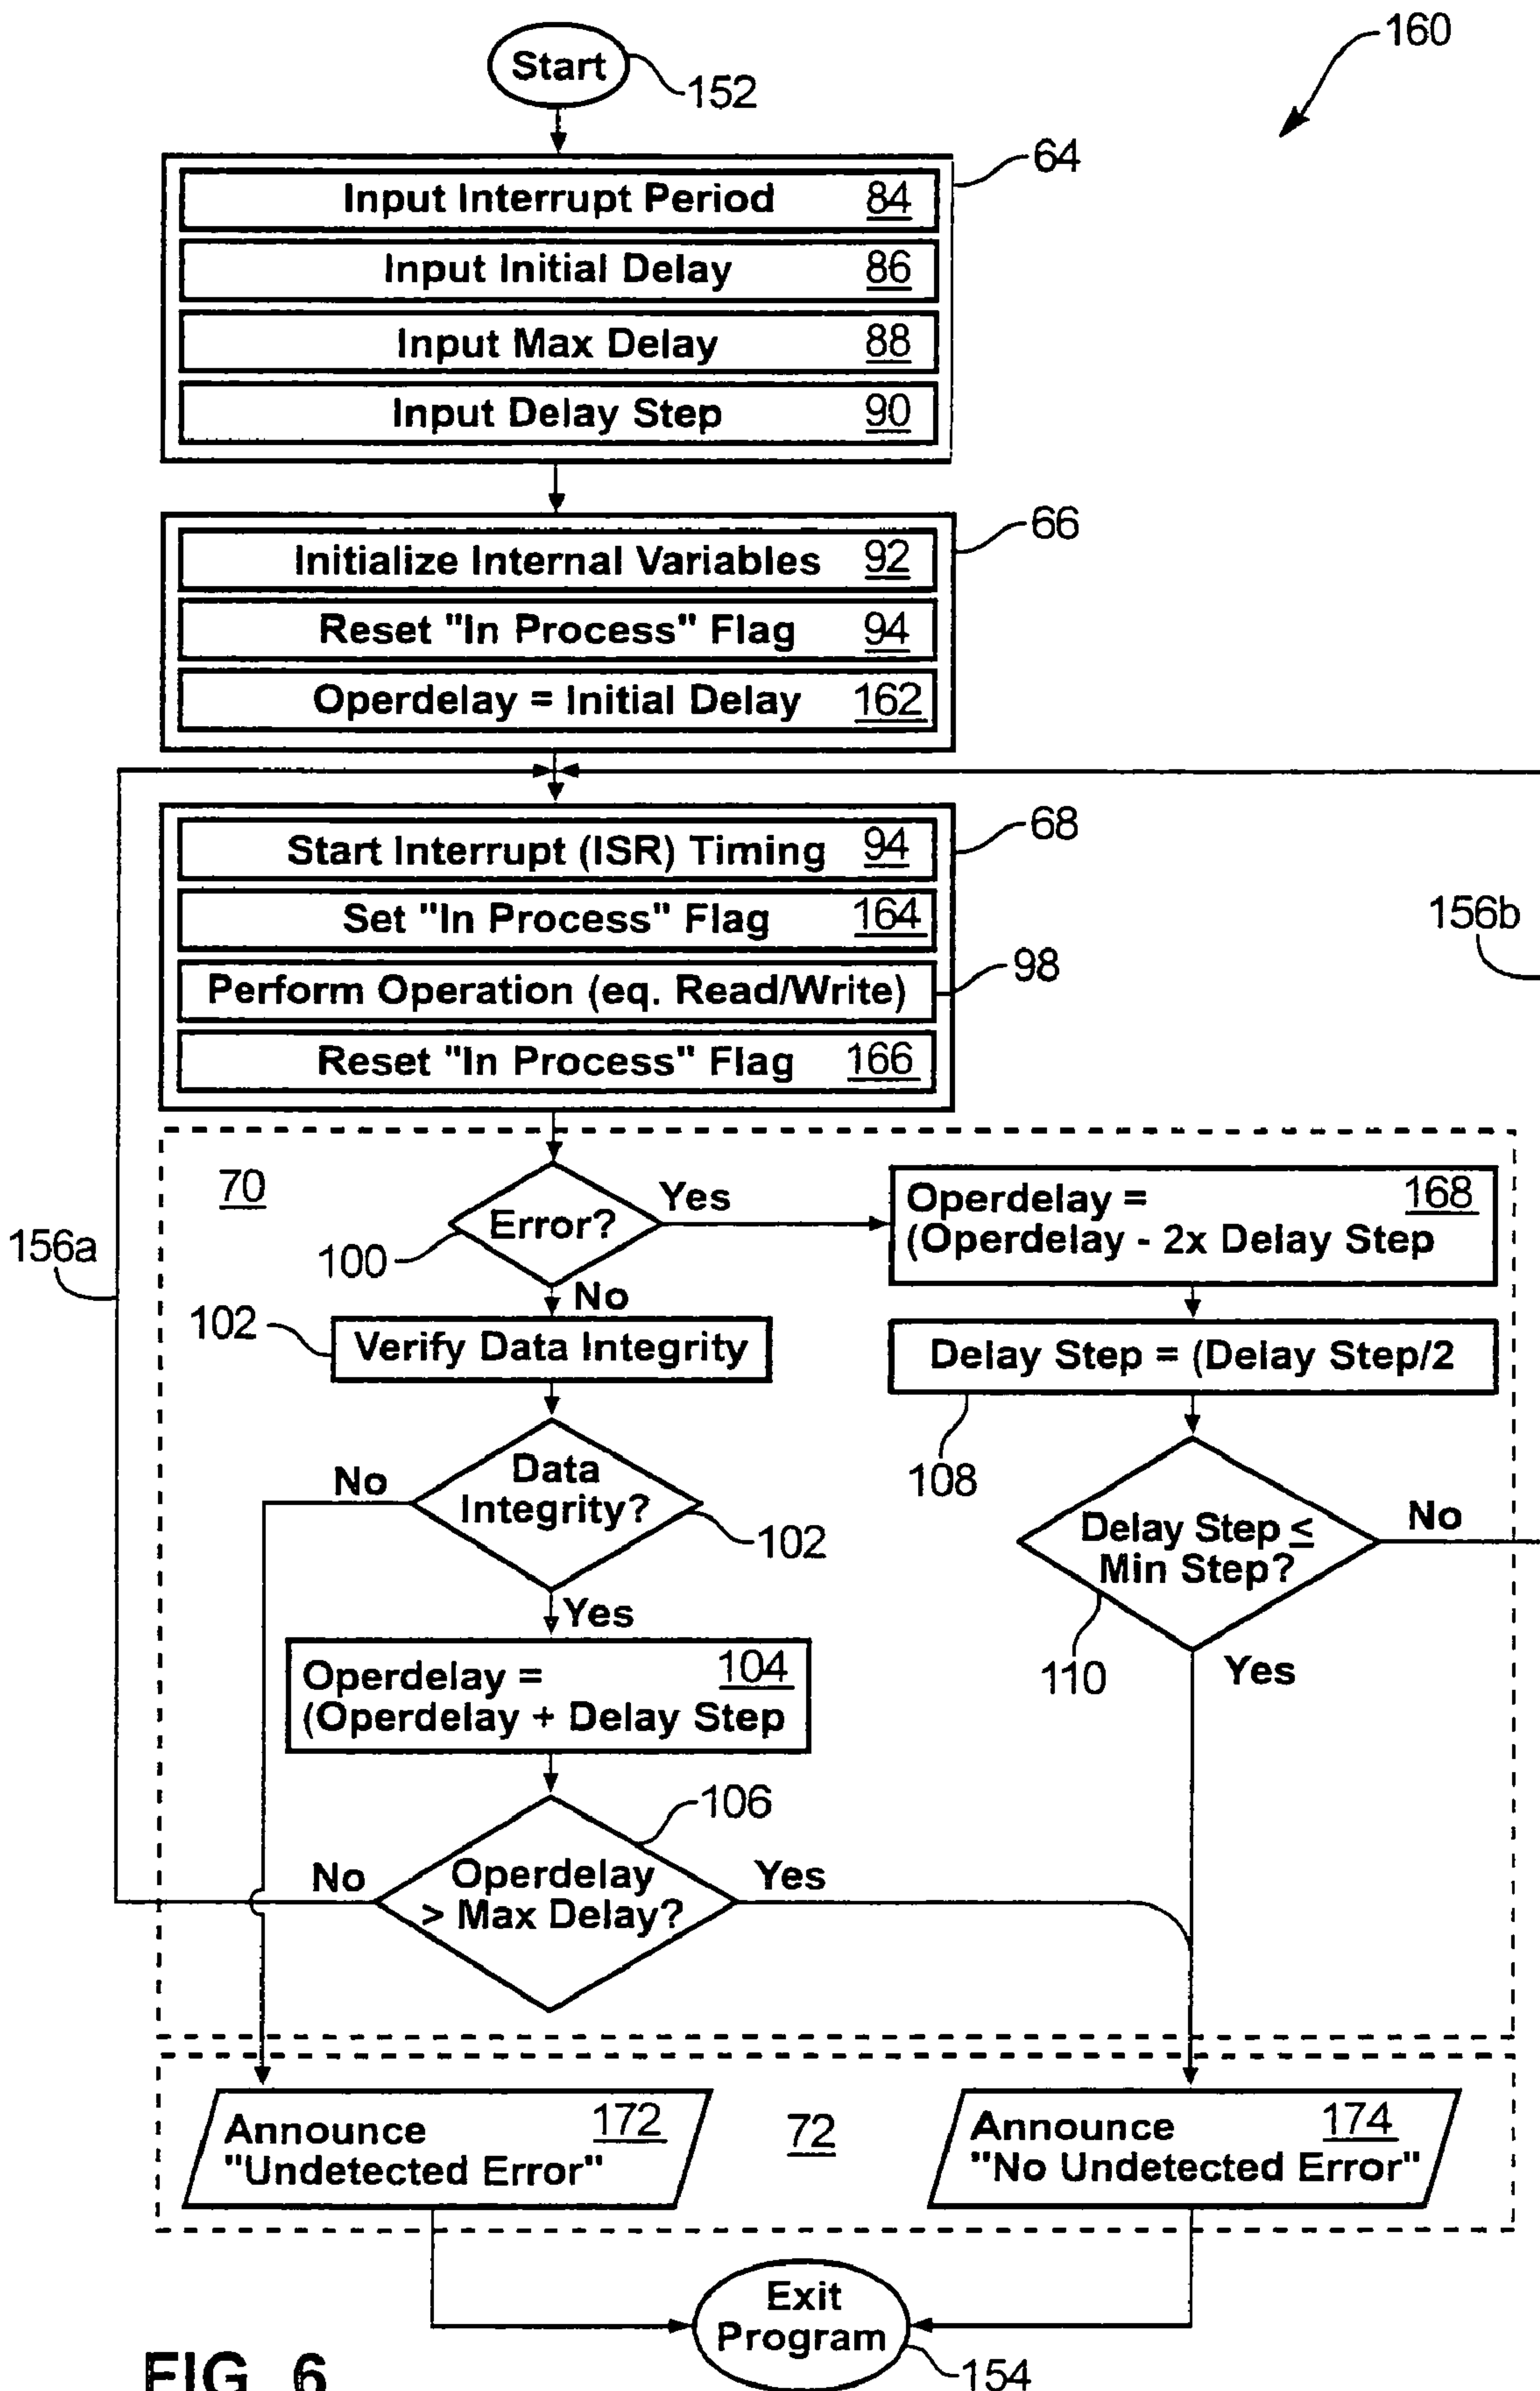 160
Start
152
64
Input Interrupt Period 84
Input Initial Delay 86
Input Max Delay 88
Input Delay Step 90
66
Initialize Internal Variables 92
Reset "In Process" Flag 94
Operdelay = Initial Delay 162
68
Start Interrupt (ISR) Timing 94
Set "In Process" Flag 164
Perform Operation (eq. Read/Write)
98
Reset "In Process" Flag 166
156b
156a
70
Error?
100
Yes
No
Operdelay = 168
(Operdelay - 2x Delay Step
102
Verify Data Integrity
Delay Step = (Delay Step/2
108
Data
Integrity?
102
No
Yes
Delay Step ≤
Min Step?
110
No
Yes
Operdelay = 104
(Operdelay + Delay Step
106
Operdelay
> Max Delay?
No
Yes
Announce 172
"Undetected Error"
72
Announce 174
"No Undetected Error"
Exit
Program
154
FIG. 6